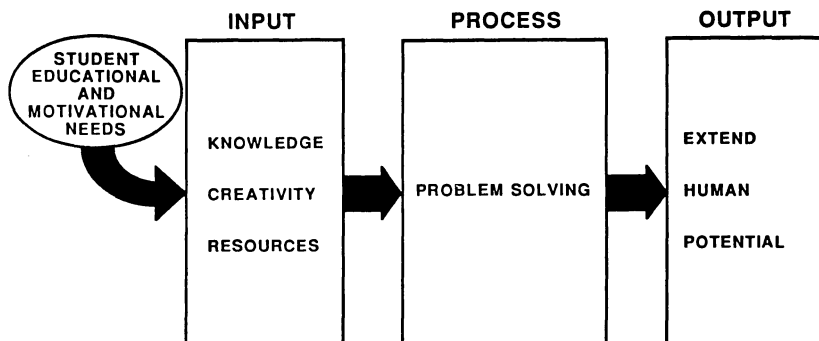 INPUT
PROCESS
OUTPUT
STUDENT
EDUCATIONAL
AND
MOTIVATIONAL
NEEDS
KNOWLEDGE
CREATIVITY
RESOURCES
PROBLEM SOLVING
EXTEND
HUMAN
POTENTIAL